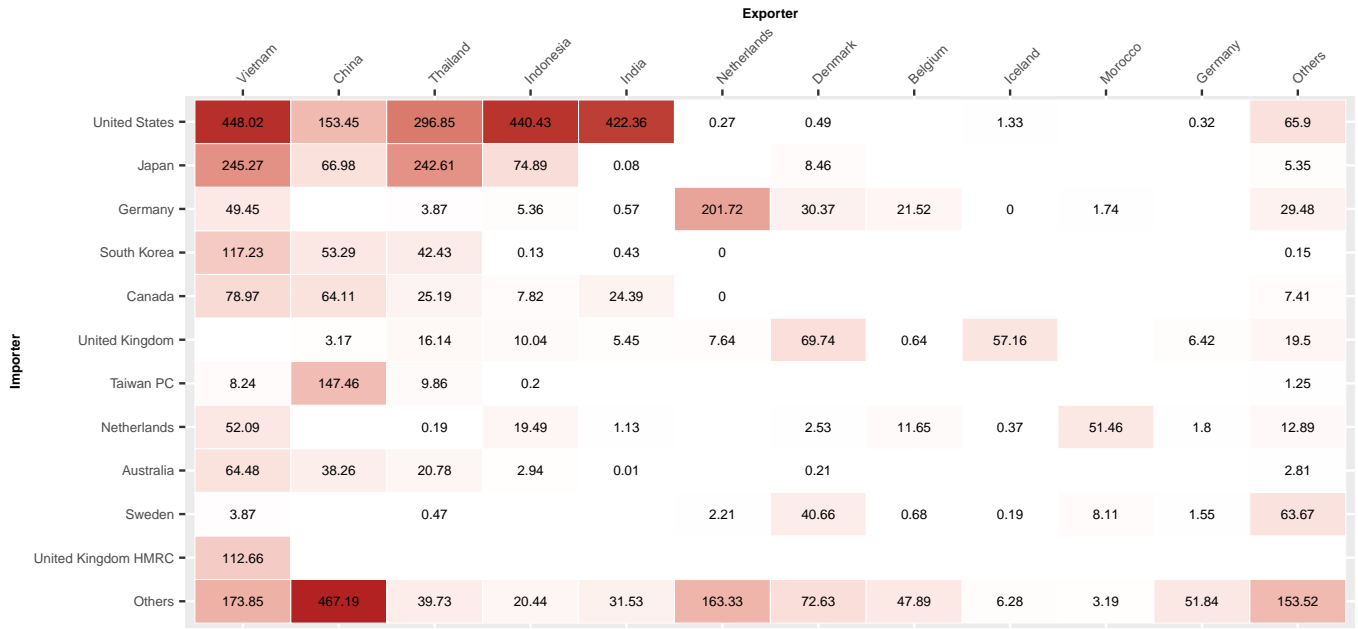 Exporter
Vietnam China Thailand Indonesia India Netherlands Denmark Belgium Iceland Morocco Germany Others
Importer
United States 448.02 153.45 296.85 440.43 422.36 0.27 0.49 1.33 0.32 65.9
Japan 245.27 66.98 242.61 74.89 0.08 8.46 5.35
Germany 49.45 3.87 5.36 0.57 201.72 30.37 21.52 0 1.74 29.48
South Korea 117.23 53.29 42.43 0.13 0.43 0 0.15
Canada 78.97 64.11 25.19 7.82 24.39 0 7.41
United Kingdom 3.17 16.14 10.04 5.45 7.64 69.74 0.64 57.16 6.42 19.5
Taiwan PC 8.24 147.46 9.86 0.2 1.25
Netherlands 52.09 0.19 19.49 1.13 2.53 11.65 0.37 51.46 1.8 12.89
Australia 64.48 38.26 20.78 2.94 0.01 0.21 2.81
Sweden 3.87 0.47 2.21 40.66 0.68 0.19 8.11 1.55 63.67
United Kingdom HMRC 112.66
Others 173.85 467.19 39.73 20.44 31.53 163.33 72.63 47.89 6.28 3.19 51.84 153.52